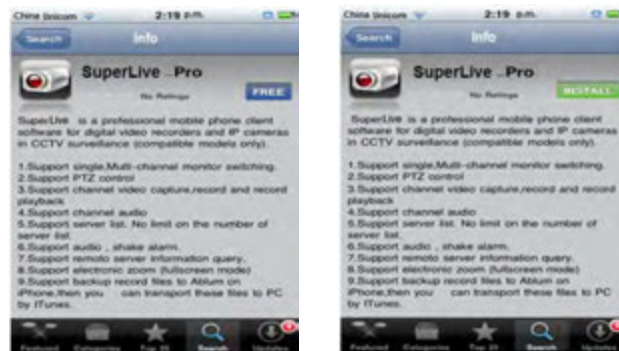 China Unicom
2:19 p.m.
Search
Info
SuperLive Pro
No Ratings
FREE
SuperLive is a professional mobile phone client
software for digital video recorders and IP cameras
in CCTV surveillance (compatible models only).
1.Support single,Multi-channel monitor switching.
2.Support PTZ control
3.Support channel video capture,record and record
playback
4.Support channel audio
5.Support server list. No limit on the number of
server list.
6.Support audio , shake alarm.
7.Support remoto server information query.
8.Support electronic zoom (fullscreen mode)
9.Support backup record files to Ablum on
iPhone,then you can transport these files to PC
by iTunes.
Featured
Categories
Top 25
Search
Updates
China Unicom
2:19 p.m.
Search
Info
SuperLive Pro
No Ratings
INSTALL
SuperLive is a professional mobile phone client
software for digital video recorders and IP cameras
in CCTV surveillance (compatible models only).
1.Support single,Multi-channel monitor switching.
2.Support PTZ control
3.Support channel video capture,record and record
playback
4.Support channel audio
5.Support server list. No limit on the number of
server list.
6.Support audio , shake alarm.
7.Support remoto server information query.
8.Support electronic zoom (fullscreen mode)
9.Support backup record files to Ablum on
iPhone,then you can transport these files to PC
by iTunes.
Featured
Categories
Top 25
Search
Updates